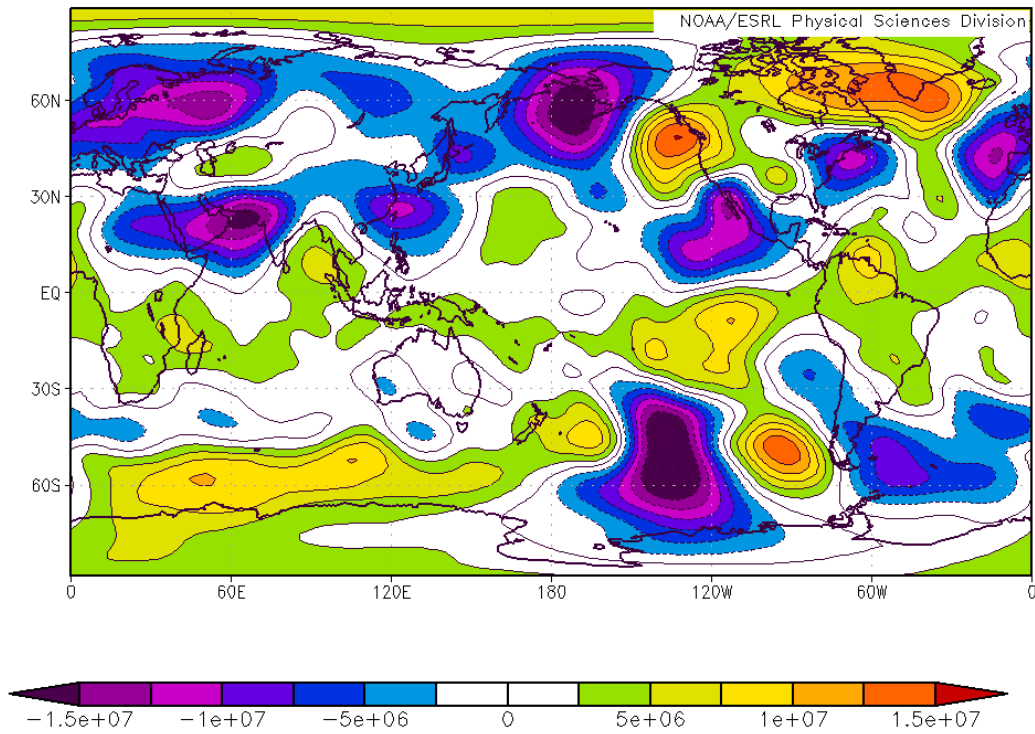 NOAA/ESRL Physical Sciences Division
60N
30N
EQ
30S
60S
0 60E 120E 180 120W 60W 0
−1.5e+07 −1e+07 −5e+06 0 5e+06 1e+07 1.5e+07